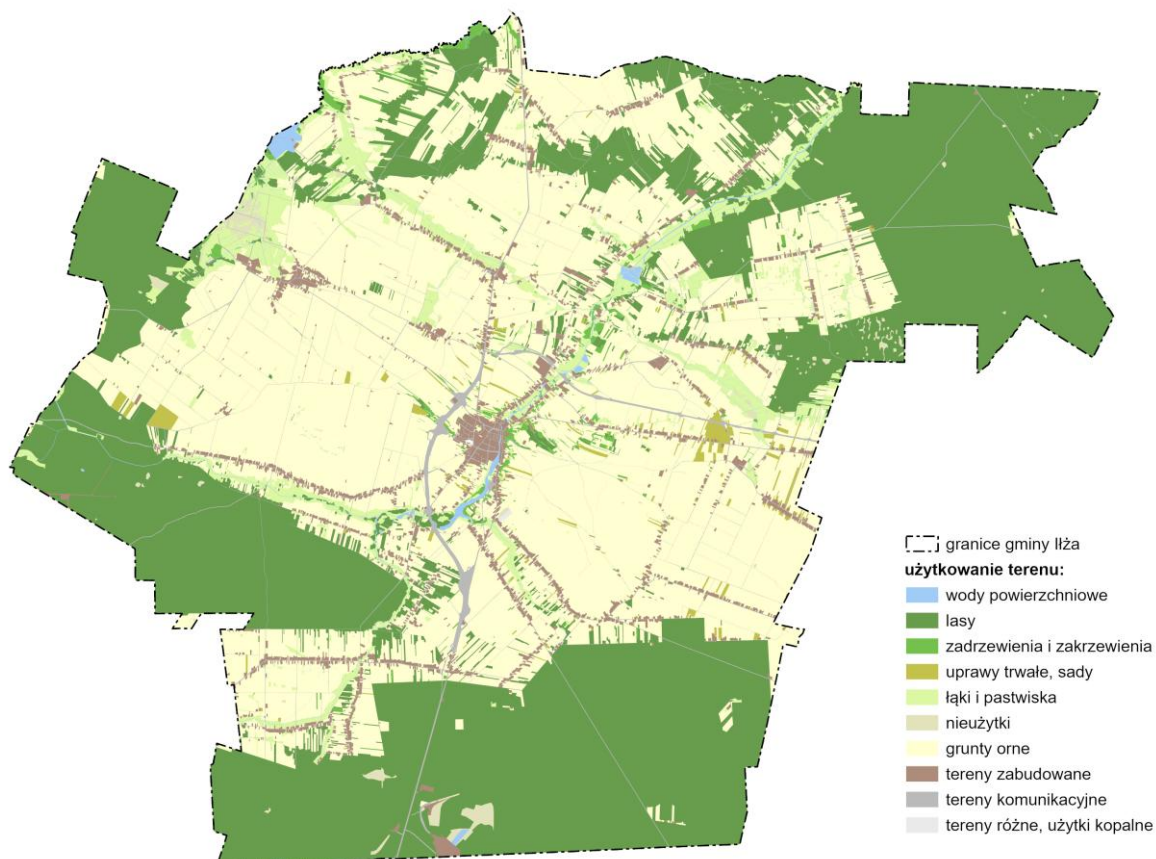 granice gminy Iłża
użytkowanie terenu:
wody powierzchniowe
lasy
zadrzewienia i zakrzewienia
uprawy trwałe, sady
łąki i pastwiska
nieużytki
grunty orne
tereny zabudowane
tereny komunikacyjne
tereny różne, użytki kopalne